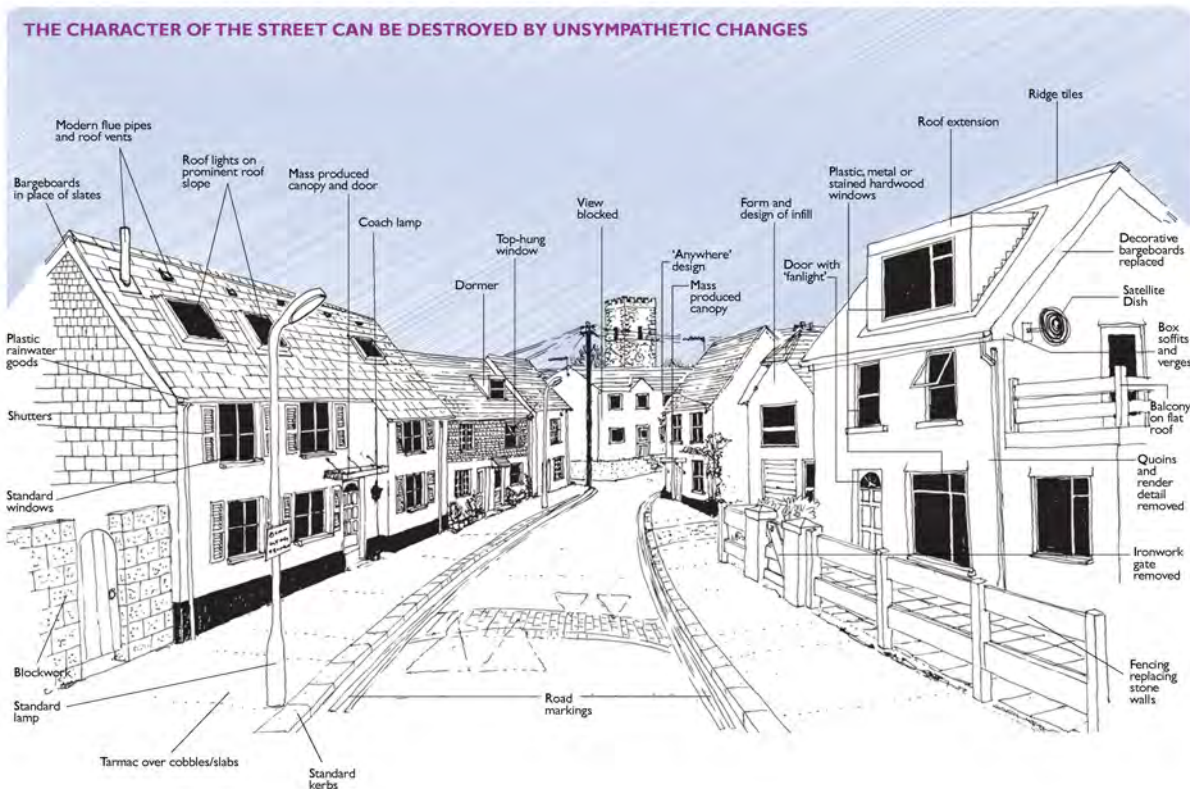 THE CHARACTER OF THE STREET CAN BE DESTROYED BY UNSYMPATHETIC CHANGES
Modern flue pipes
and roof vents
Bargeboards
in place of slates
Roof lights on
prominent roof
slope
Mass produced
canopy and door
Coach lamp
Top-hung
window
Dormer
View
blocked
'Anywhere'
design
Mass
produced
canopy
Form and
design of infill
Door with
'fanlight'
Plastic, metal or
stained hardwood
windows
Roof extension
Ridge tiles
Decorative
bargeboards
replaced
Satellite
Dish
Box
soffits
and
verges
Balcony
on flat
roof
Quoins
and
render
detail
removed
Ironwork
gate
removed
Fencing
replacing
stone
walls
Plastic
rainwater
goods
Shutters
Standard
windows
Blockwork
Standard
lamp
Tarmac over cobbles/slabs
Standard
kerbs
Road
markings